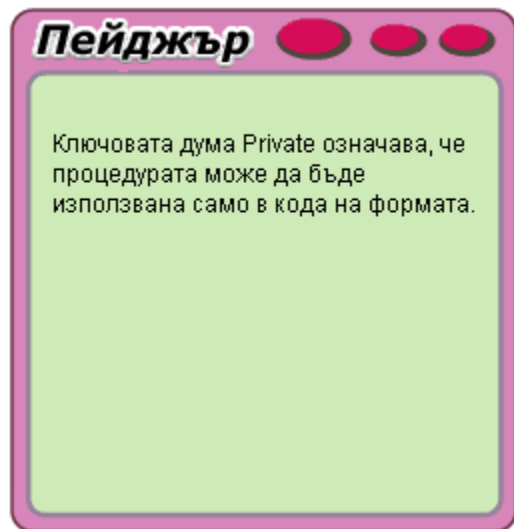 Пейджър
Ключовата дума Private означава, че
процедурата може да бъде
използвана само в кода на формата.